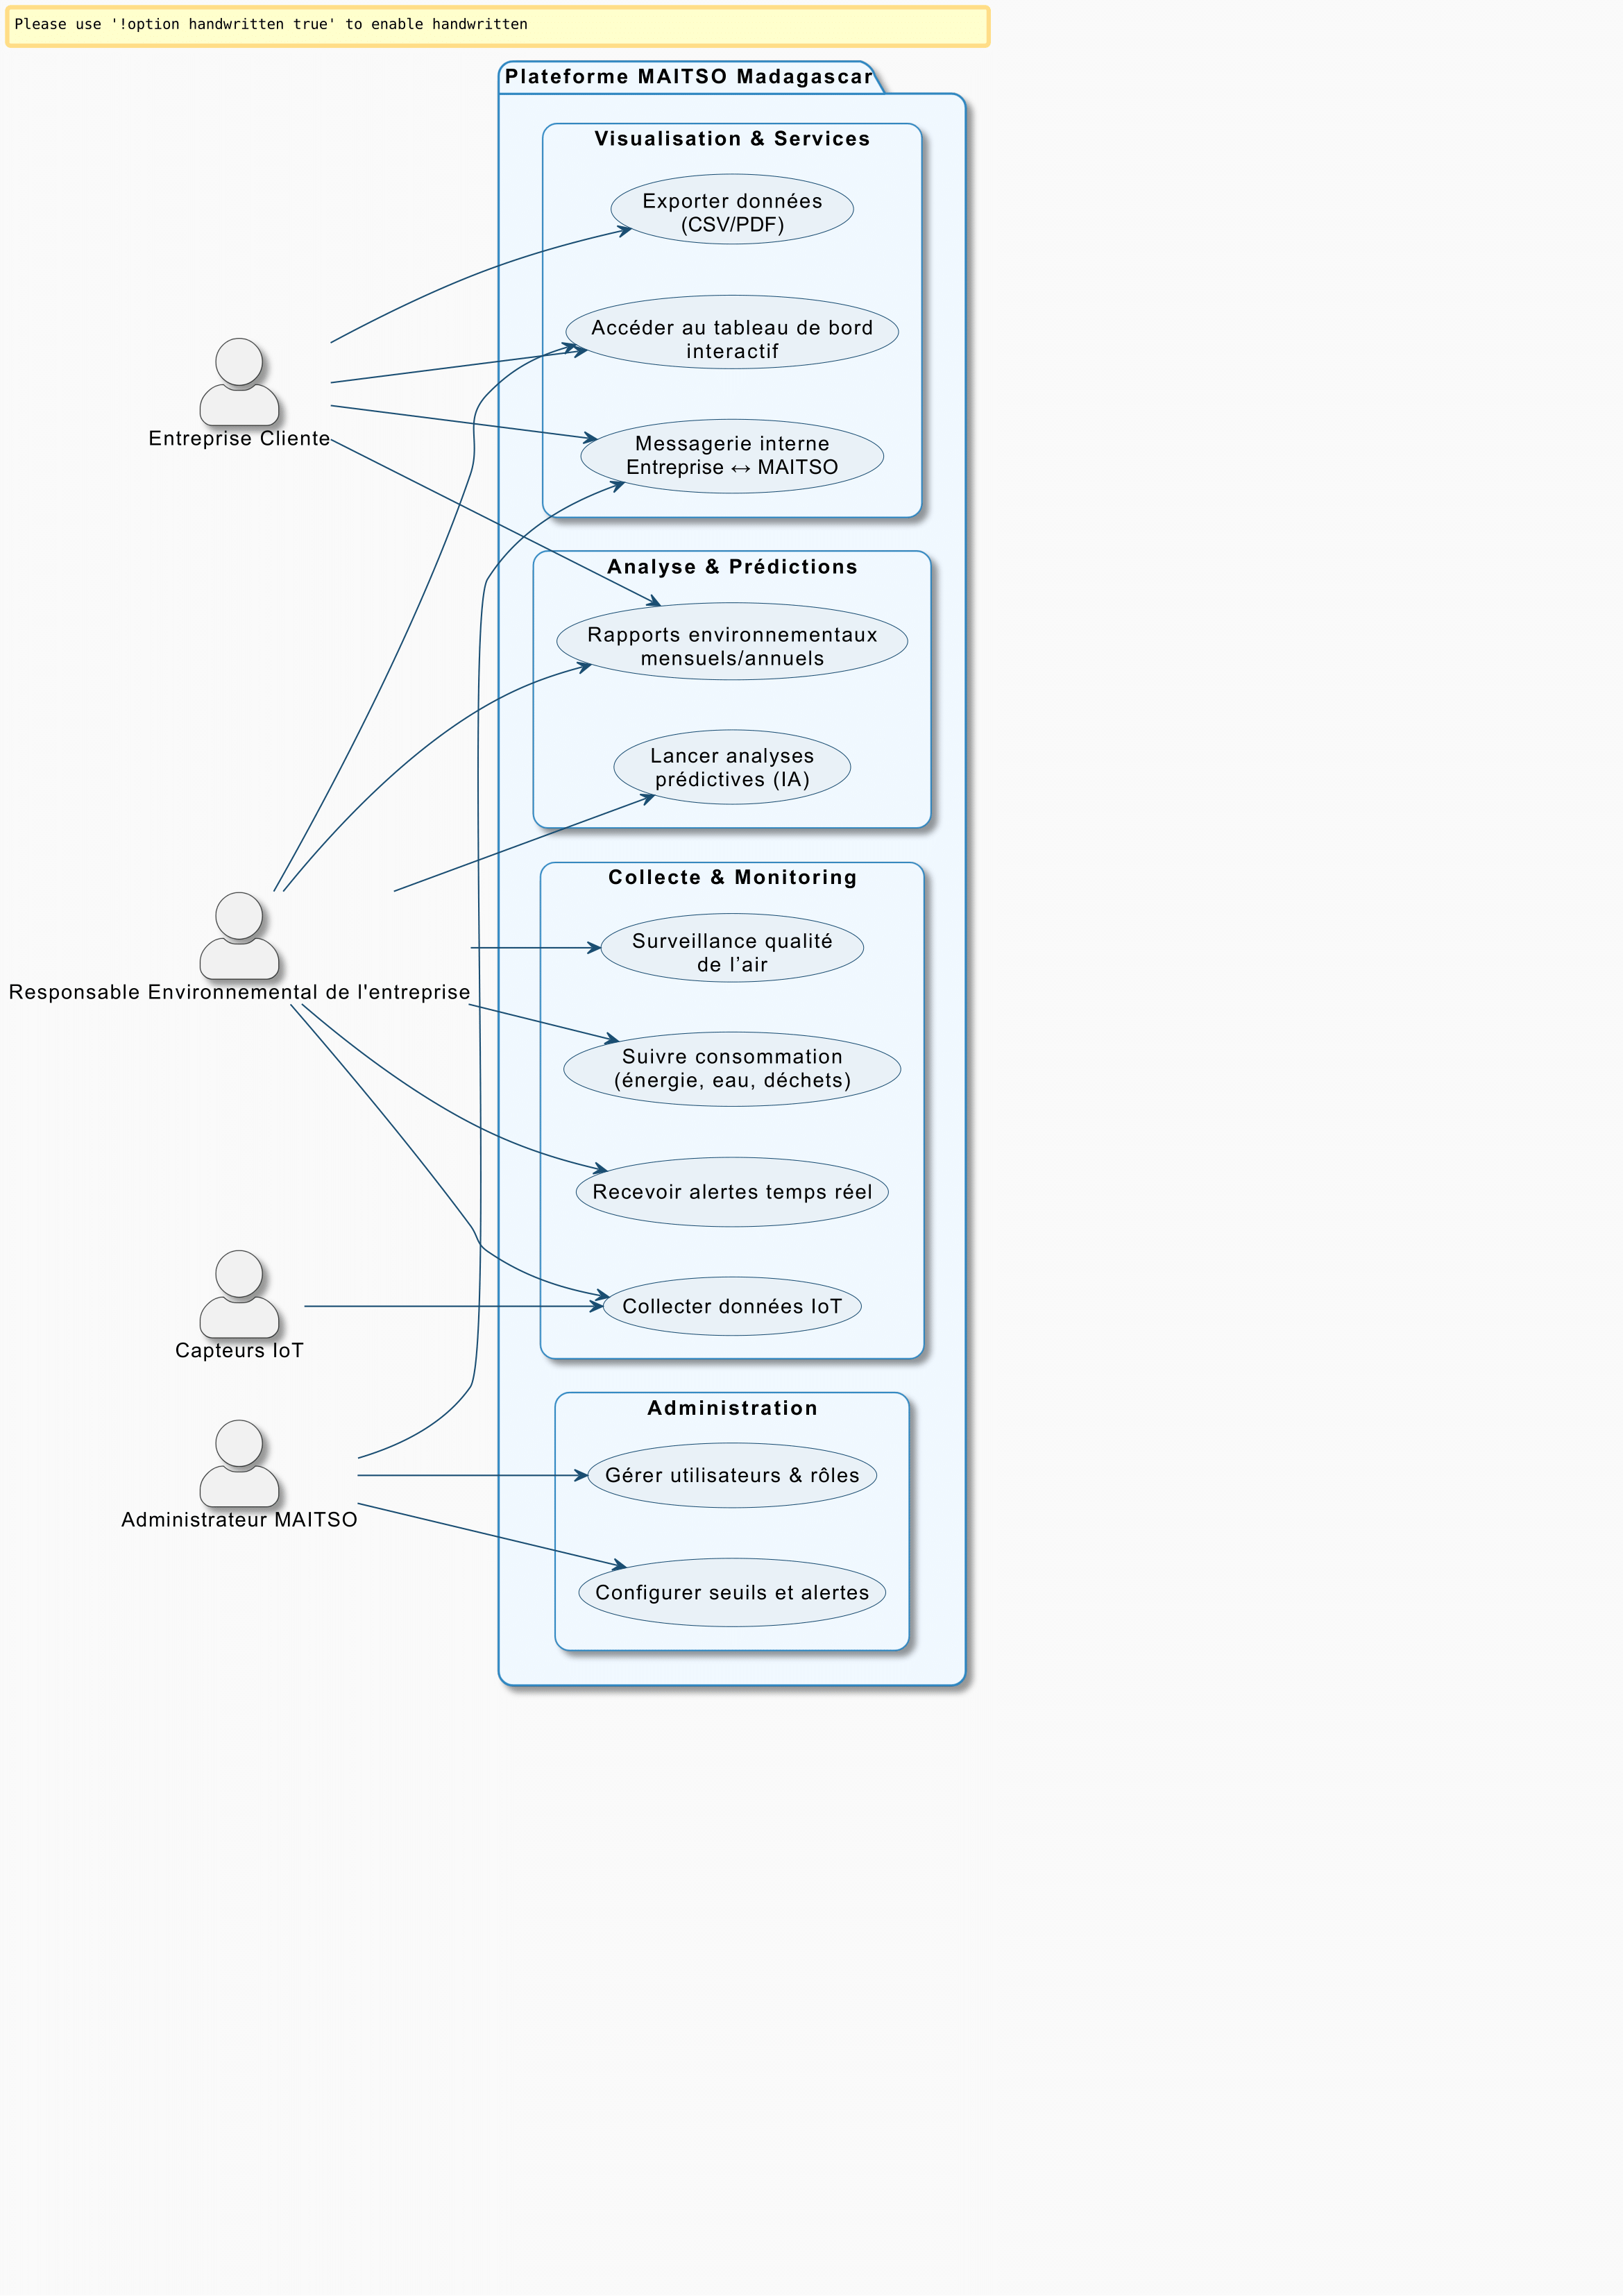 Please use '!option handwritten true' to enable handwritten
Plateforme MAITSO Madagascar
Visualisation & Services
Exporter données
(CSV/PDF)
Accéder au tableau de bord
interactif
Messagerie interne
Entreprise ↔ MAITSO
Entreprise Cliente
Analyse & Prédictions
Rapports environnementaux
mensuels/annuels
Lancer analyses
prédictives (IA)
Collecte & Monitoring
Surveillance qualité
de l’air
Responsable Environnemental de l'entreprise
Suivre consommation
(énergie, eau, déchets)
Recevoir alertes temps réel
Collecter données IoT
Capteurs IoT
Administration
Gérer utilisateurs & rôles
Administrateur MAITSO
Configurer seuils et alertes